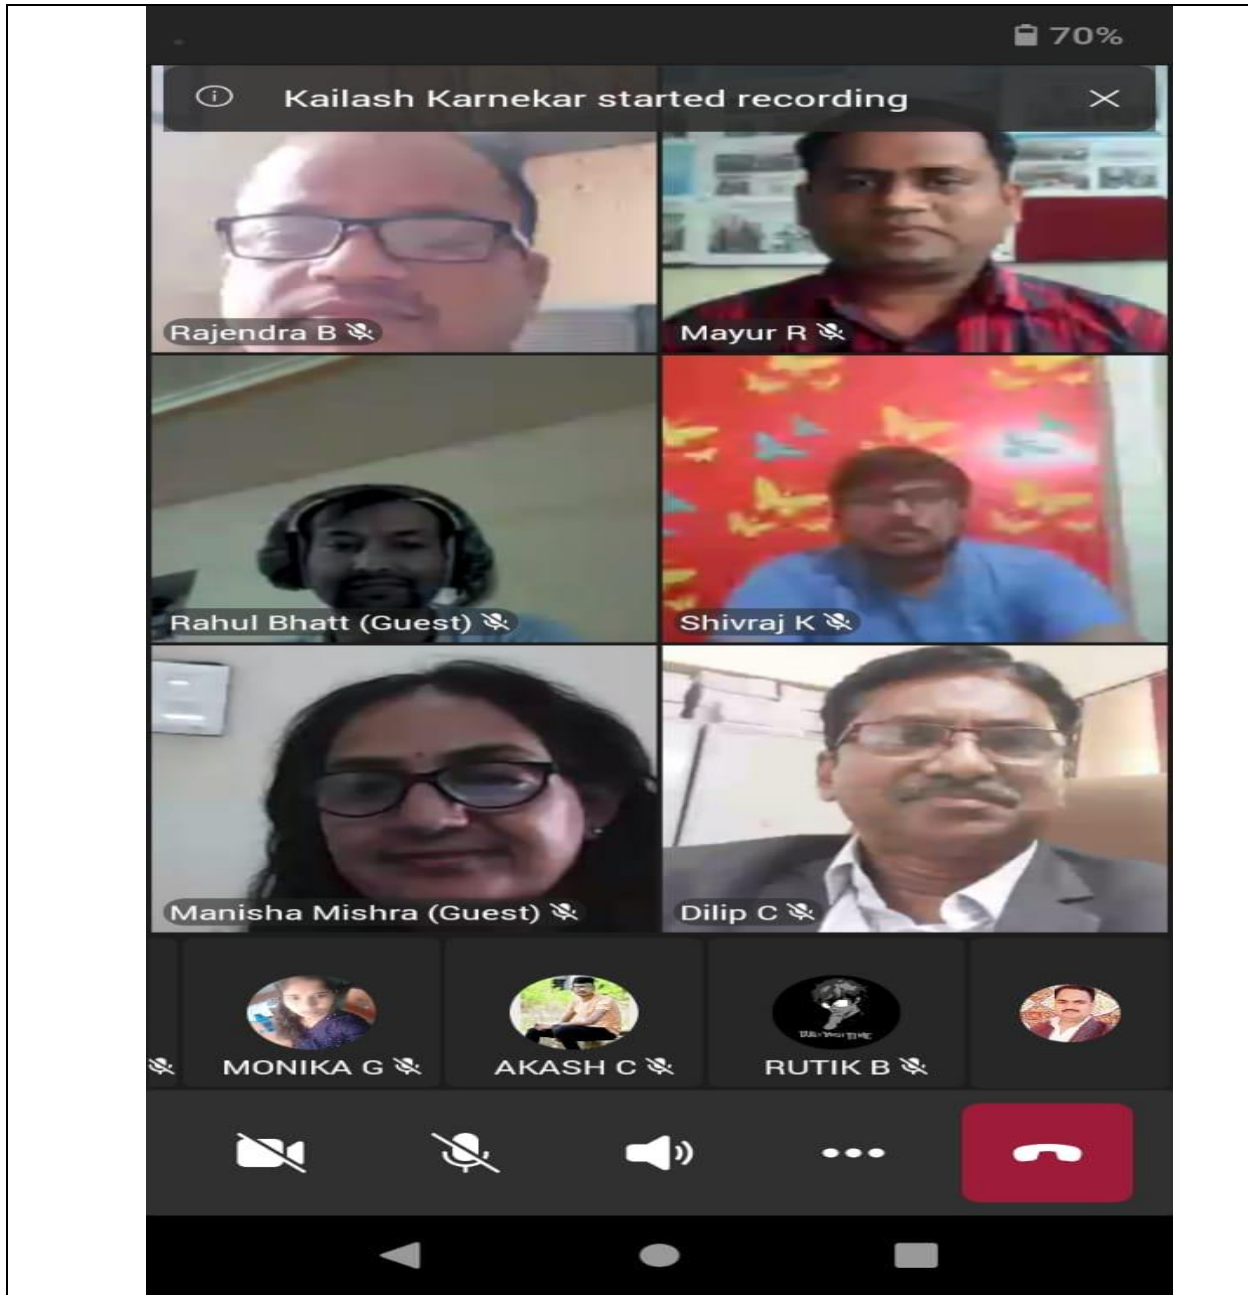 70%
Kailash Karnekar started recording
Rajendra B
Mayur R
Rahul Bhatt (Guest)
Shivraj K
Manisha Mishra (Guest)
Dilip C
MONIKA G
AKASH C
RUTIK B